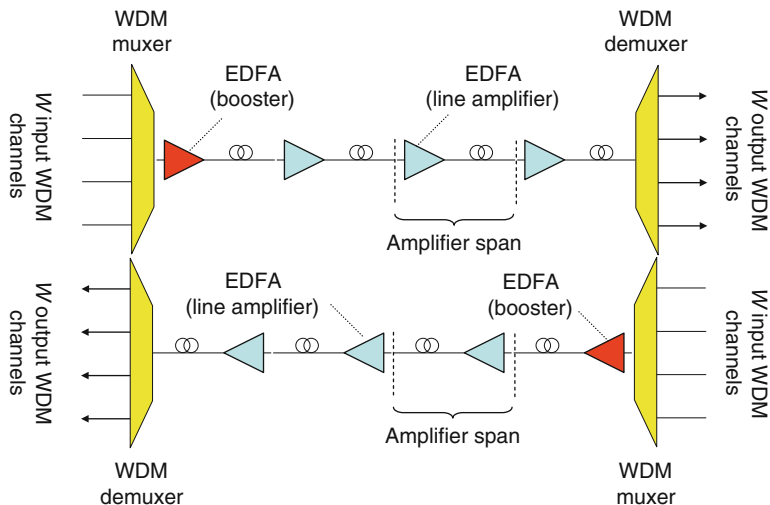 WDM
muxer
WDM
demuxer
EDFA
(booster)
EDFA
(line amplifier)
W input WDM
channels
W output WDM
channels
Amplifier span
EDFA
(line amplifier)
EDFA
(booster)
W output WDM
channels
W input WDM
channels
Amplifier span
WDM
demuxer
WDM
muxer